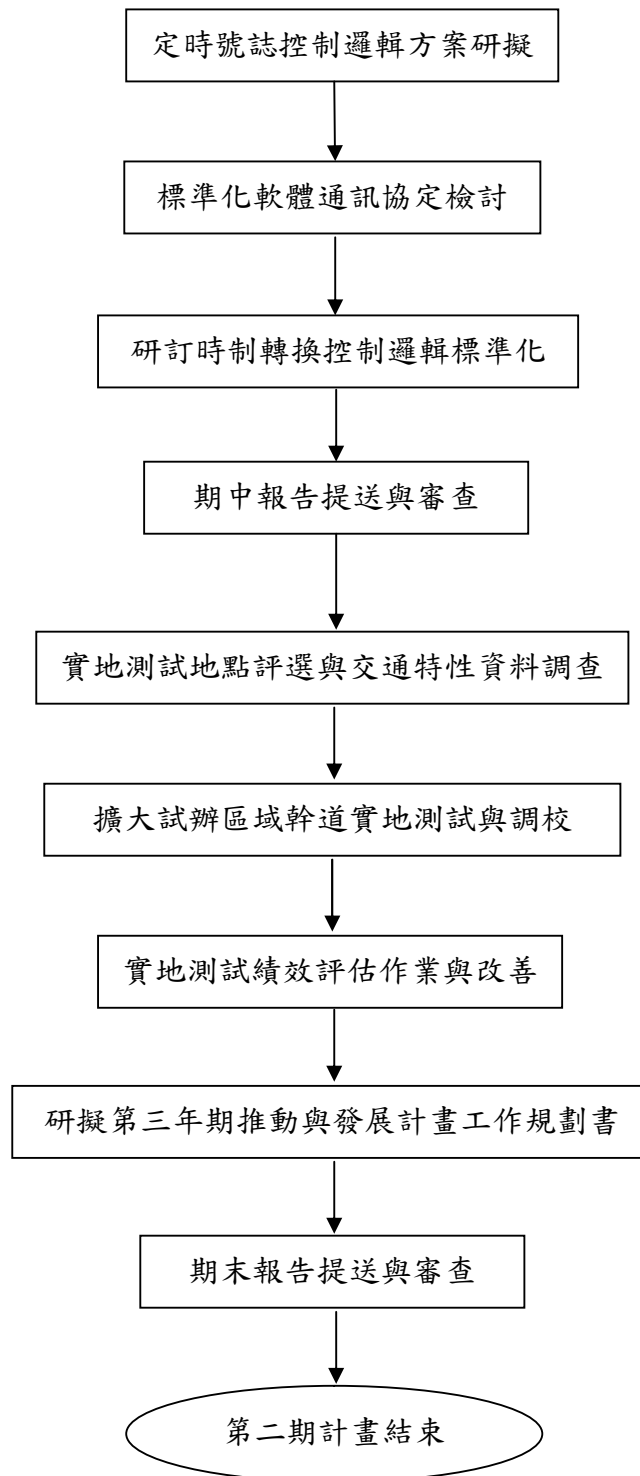 定時號誌控制邏輯方案研擬
標準化軟體通訊協定檢討
研訂時制轉換控制邏輯標準化
期中報告提送與審查
實地測試地點評選與交通特性資料調查
擴大試辦區域幹道實地測試與調校
實地測試績效評估作業與改善
研擬第三年期推動與發展計畫工作規劃書
期末報告提送與審查
第二期計畫結束